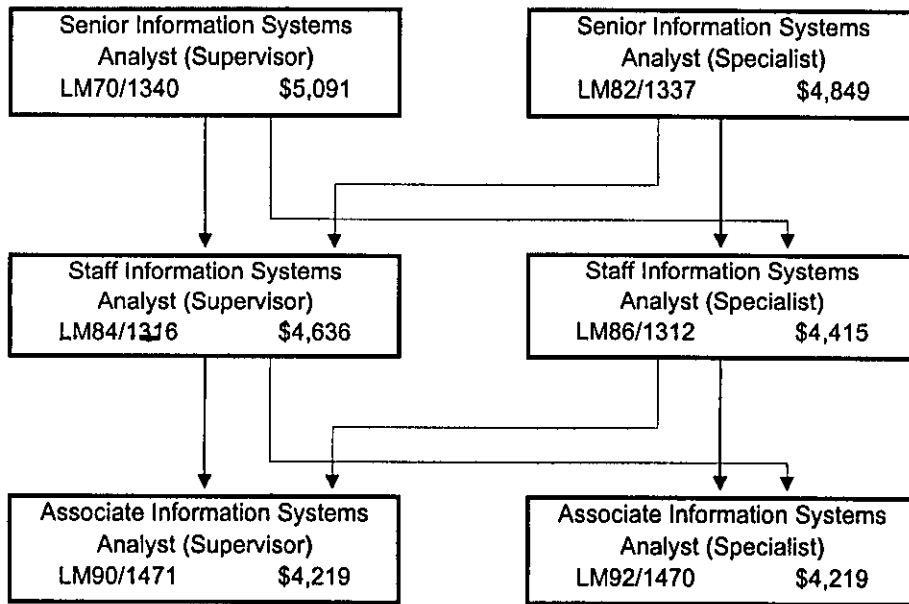 Senior Information Systems
Analyst (Supervisor)
LM70/1340 $5,091
Senior Information Systems
Analyst (Specialist)
LM82/1337 $4,849
Staff Information Systems
Analyst (Supervisor)
LM84/1316 $4,636
Staff Information Systems
Analyst (Specialist)
LM86/1312 $4,415
Associate Information Systems
Analyst (Supervisor)
LM90/1471 $4,219
Associate Information Systems
Analyst (Specialist)
LM92/1470 $4,219